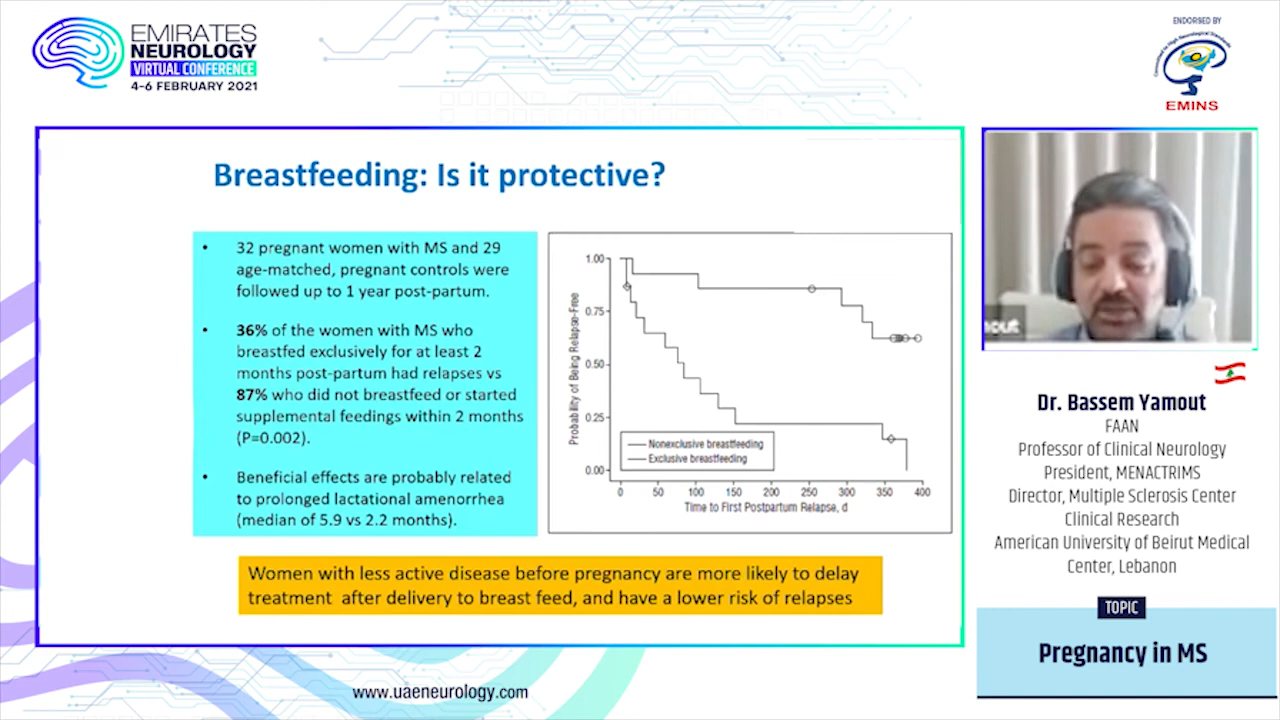 EMIRATES
NEUROLOGY
VIRTUAL CONFERENCE
4-6 FEBRUARY 2021
ENDORSED BY
Committed to High Neurological Standards
EMINS
Breastfeeding: Is it protective?
• 32 pregnant women with MS and 29
age-matched, pregnant controls were
followed up to 1 year post-partum.
• 36% of the women with MS who
breastfed exclusively for at least 2
months post-partum had relapses vs
87% who did not breastfeed or started
supplemental feedings within 2 months
(P=0.002).
• Beneficial effects are probably related
to prolonged lactational amenorrhea
(median of 5.9 vs 2.2 months).
Probability of Being Relapse-Free
1.00
0.75
0.50
0.25
0.00
Nonexclusive breastfeeding
Exclusive breastfeeding
0 50 100 150 200 250 300 350 400
Time to First Postpartum Relapse, d
Women with less active disease before pregnancy are more likely to delay
treatment after delivery to breast feed, and have a lower risk of relapses
mout
Dr. Bassem Yamout
FAAN
Professor of Clinical Neurology
President, MENACTRIMS
Director, Multiple Sclerosis Center
Clinical Research
American University of Beirut Medical
Center, Lebanon
TOPIC
Pregnancy in MS
www.uaeneurology.com